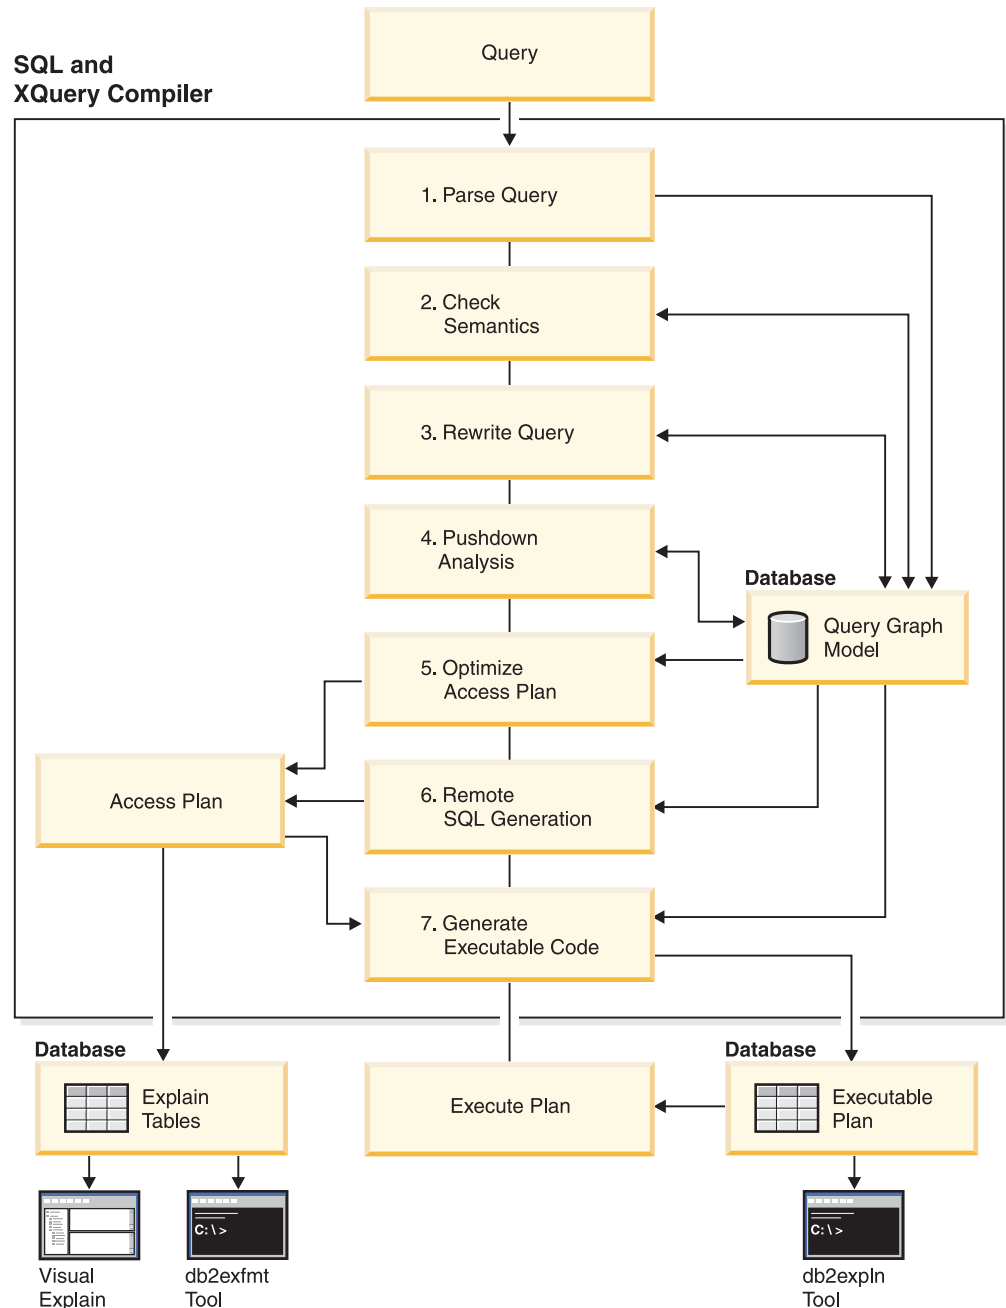 Query
SQL and
XQuery Compiler
1. Parse Query
2. Check
Semantics
3. Rewrite Query
4. Pushdown
Analysis
Database
Query Graph
Model
5. Optimize
Access Plan
Access Plan
6. Remote
SQL Generation
7. Generate
Executable Code
Database
Explain
Tables
Execute Plan
Database
Executable
Plan
C:\>
C:\>
Visual
Explain
db2exfmt
Tool
db2expln
Tool